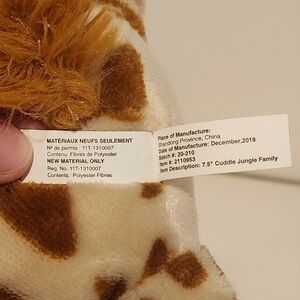 MATÉRIAUX NEUFS SEULEMENT
Nº de permis : 11T-1310007
Contenu: Fibres de Polyester
NEW MATERIAL ONLY
Reg. No. 11T-1310007
Contents: Polyester Fibres
Place of Manufacture:
Shandong Province, China
Date of Manufacture: December,2019
Batch #: 20-210
Item #: 2110953
Item Description: 7.5" Cuddle Jungle Family